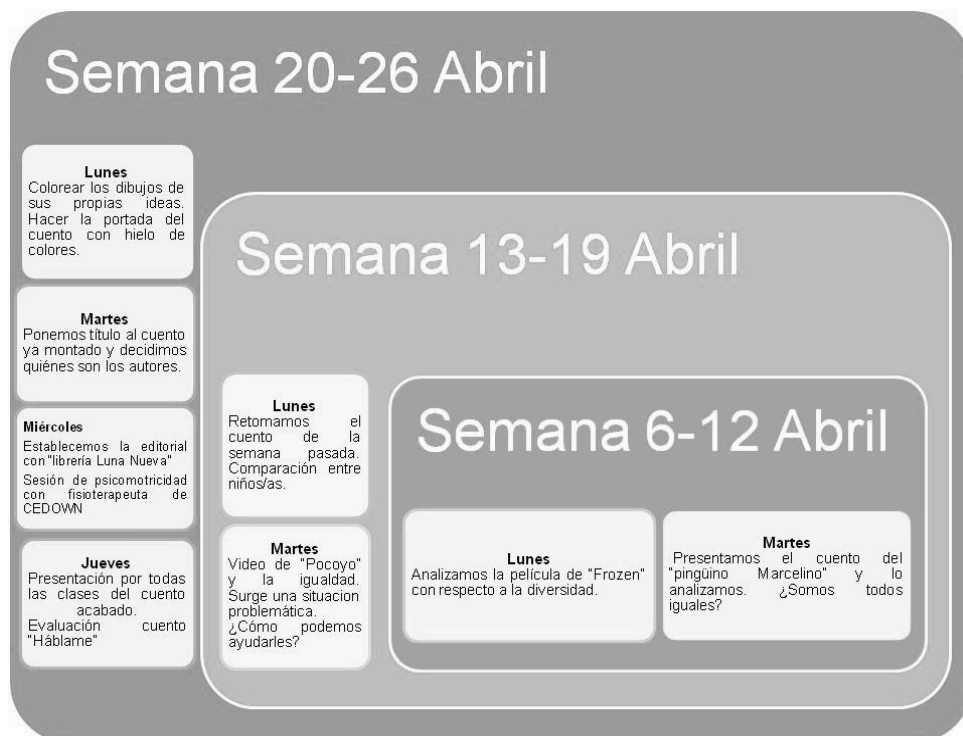 Semana 20-26 Abril
Lunes
Colorear los dibujos de
sus propias ideas.
Hacer la portada del
cuento con hielo de
colores.
Martes
Ponemos título al cuento
ya montado y decidimos
quiénes son los autores.
Miércoles
Establecemos la editorial
con "librería Luna Nueva"
Sesión de psicomotricidad
con fisioterapeuta de
CEDOWN
Jueves
Presentación por todas
las clases del cuento
acabado.
Evaluación cuento
"Háblame"
Semana 13-19 Abril
Lunes
Retomamos el
cuento de la
semana pasada.
Comparación entre
niños/as.
Martes
Video de "Pocoyo"
y la igualdad.
Surge una situacion
problemática.
¿Cómo podemos
ayudarles?
Semana 6-12 Abril
Lunes
Analizamos la película de "Frozen"
con respecto a la diversidad.
Martes
Presentamos el cuento del
"pingüino Marcelino" y lo
analizamos. ¿Somos todos
iguales?